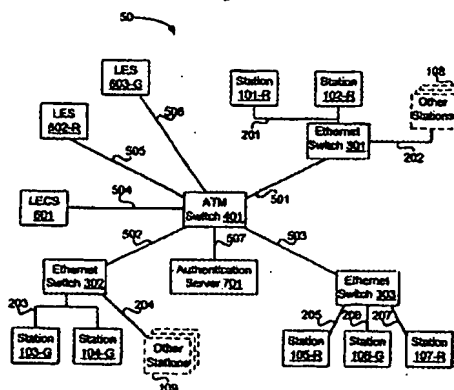 50
LES
603-G
LES
602-R
506
505
LECS
601
504
502
Station
101-R
Station
102-R
108
Other
Stations
201
Ethernet
Switch 301
202
ATM
Switch 401
501
503
507
Ethernet
Switch 302
Authentication
Server 701
Ethernet
Switch 303
203
204
205
206
207
Station
103-G
Station
104-G
Other
Stations
109
Station
105-R
Station
106-G
Station
107-R